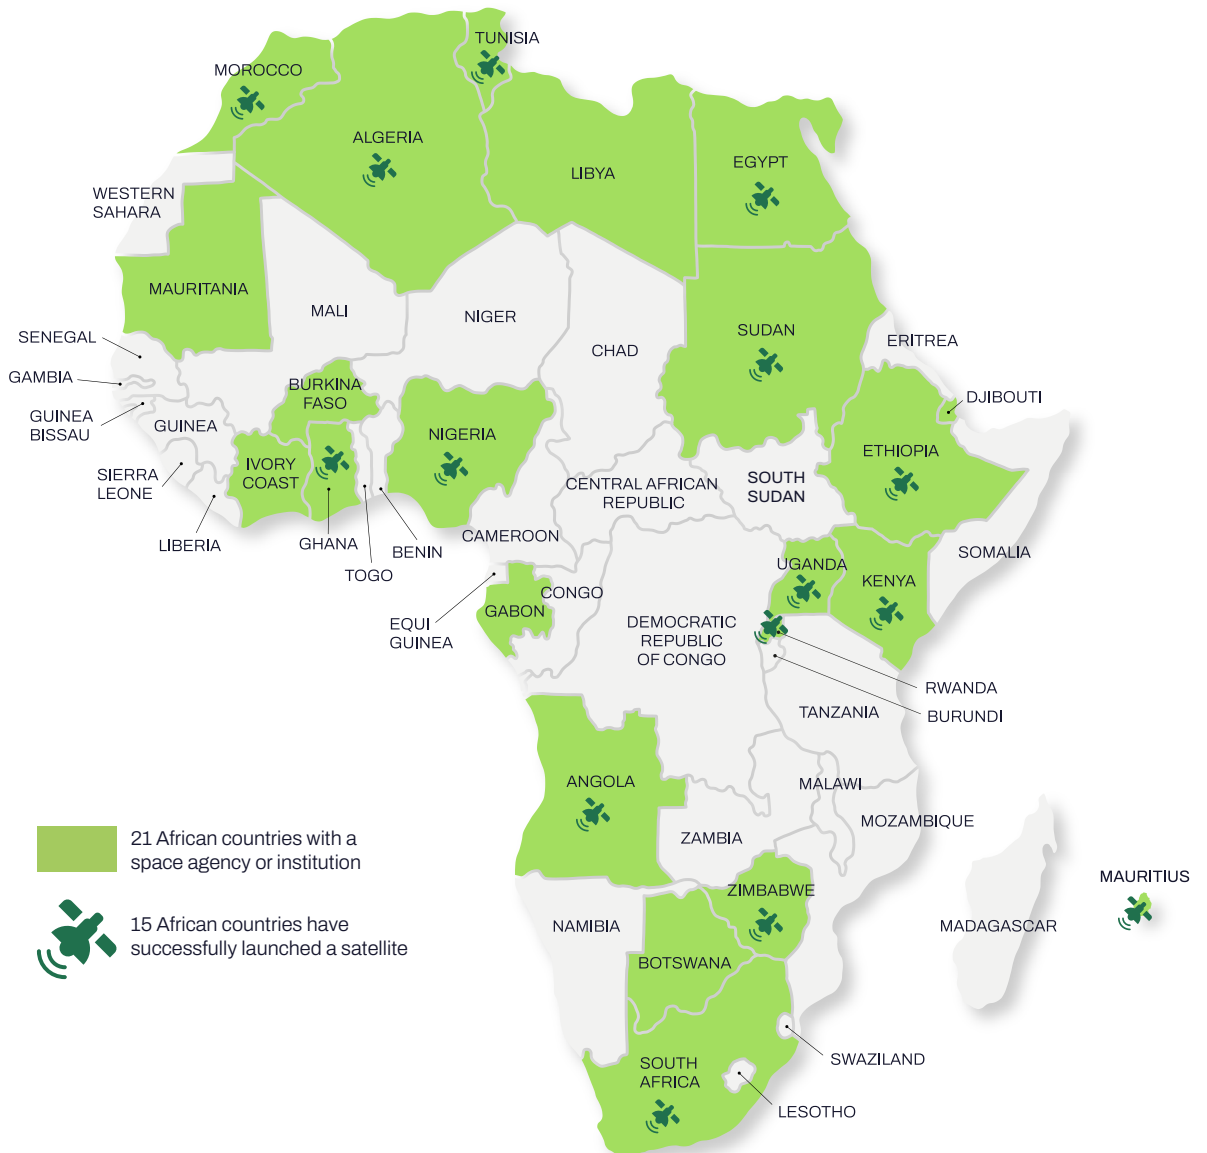 TUNISIA
MOROCCO
ALGERIA
EGYPT
LIBYA
WESTERN
SAHARA
MAURITANIA
MALI
NIGER
SUDAN
SENEGAL
CHAD
ERITREA
GAMBIA
BURKINA
FASO
DJIBOUTI
GUINEA
BISSAU
GUINEA
NIGERIA
ETHIOPIA
IVORY
COAST
SIERRA
LEONE
CENTRAL AFRICAN
REPUBLIC
SOUTH
SUDAN
LIBERIA
GHANA
BENIN
TOGO
CAMEROON
SOMALIA
UGANDA
KENYA
CONGO
GABON
EQUI
GUINEA
DEMOCRATIC
REPUBLIC
OF CONGO
RWANDA
BURUNDI
TANZANIA
ANGOLA
MALAWI
MOZAMBIQUE
ZAMBIA
21 African countries with a
space agency or institution
15 African countries have
successfully launched a satellite
ZIMBABWE
MAURITIUS
NAMIBIA
MADAGASCAR
BOTSWANA
SWAZILAND
SOUTH
AFRICA
LESOTHO